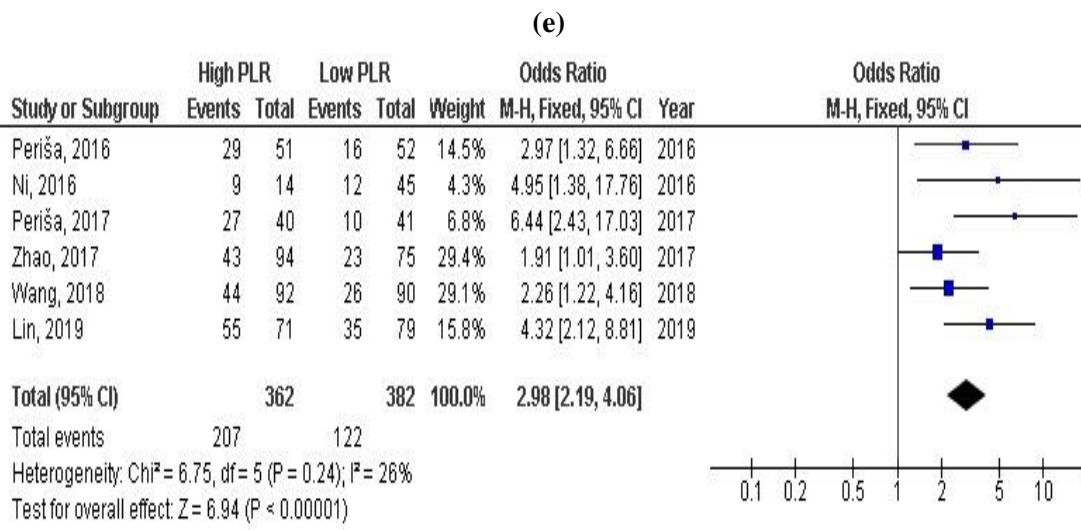 (e)
High PLR Low PLR Odds Ratio Odds Ratio
Study or Subgroup Events Total Events Total Weight M-H, Fixed, 95% CI Year M-H, Fixed, 95% CI
Periša, 2016 29 51 16 52 14.5% 2.97 [1.32, 6.66] 2016
Ni, 2016 9 14 12 45 4.3% 4.95 [1.38, 17.76] 2016
Periša, 2017 27 40 10 41 6.8% 6.44 [2.43, 17.03] 2017
Zhao, 2017 43 94 23 75 29.4% 1.91 [1.01, 3.60] 2017
Wang, 2018 44 92 26 90 29.1% 2.26 [1.22, 4.16] 2018
Lin, 2019 55 71 35 79 15.8% 4.32 [2.12, 8.81] 2019
Total (95% CI) 362 382 100.0% 2.98 [2.19, 4.06]
Total events 207 122
Heterogeneity: Chi² = 6.75, df = 5 (P = 0.24); I² = 26%
Test for overall effect: Z = 6.94 (P < 0.00001)
0.1 0.2 0.5 1 2 5 10